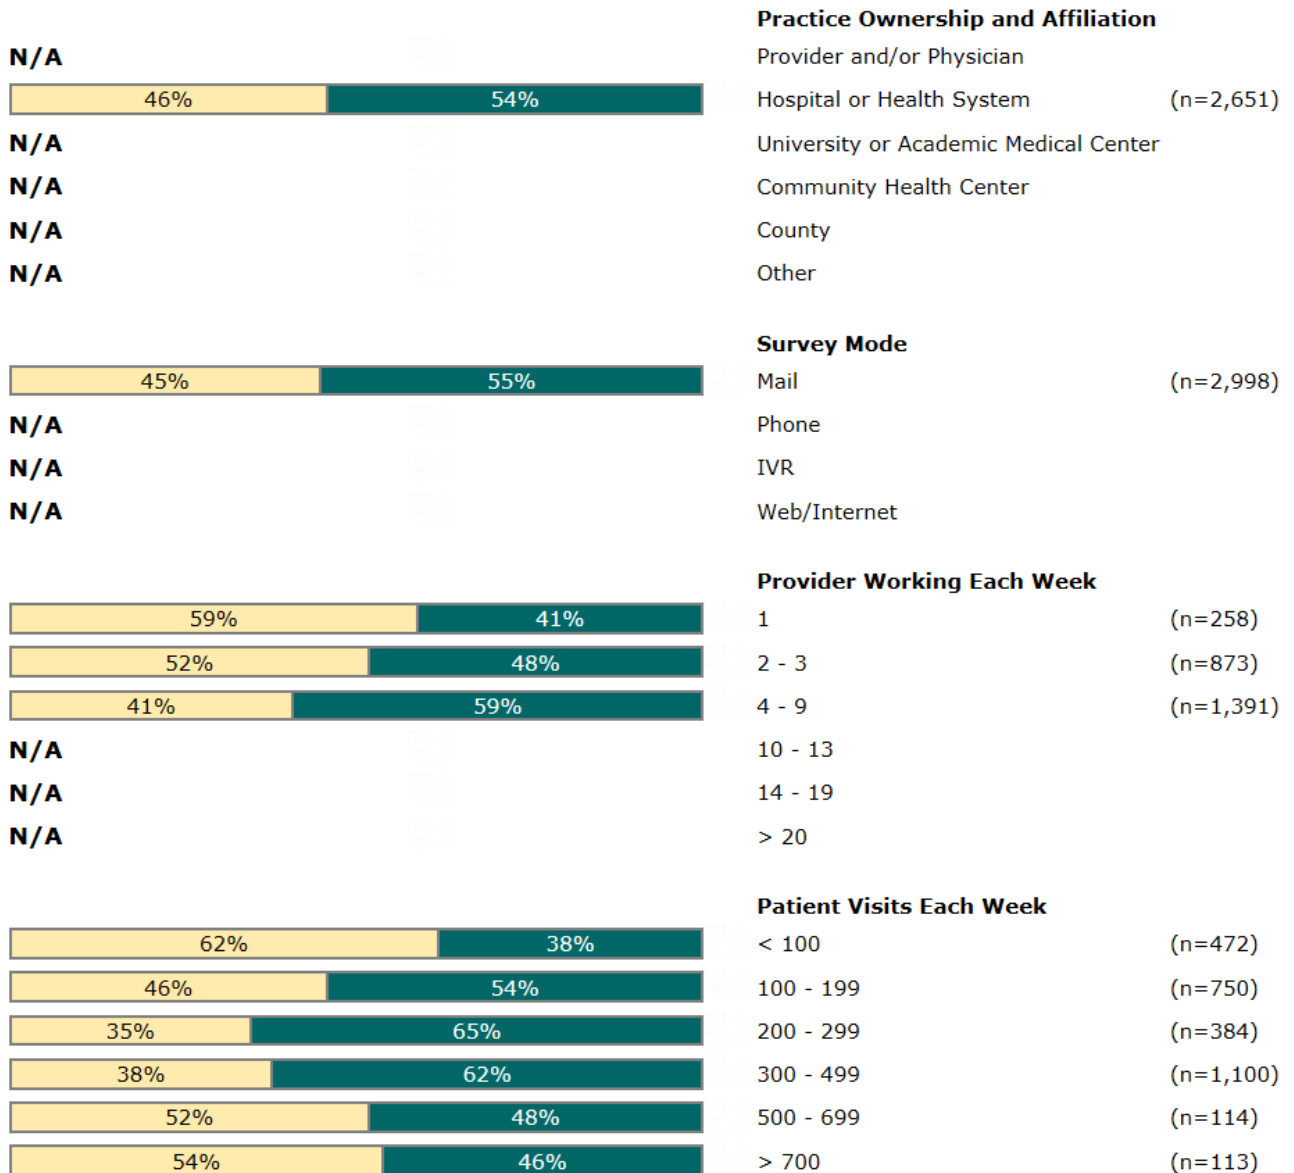 Practice Ownership and Affiliation
N/A Provider and/or Physician
46% 54% Hospital or Health System (n=2,651)
N/A University or Academic Medical Center
N/A Community Health Center
N/A County
N/A Other
Survey Mode
45% 55% Mail (n=2,998)
N/A Phone
N/A IVR
N/A Web/Internet
Provider Working Each Week
59% 41% 1 (n=258)
52% 48% 2 - 3 (n=873)
41% 59% 4 - 9 (n=1,391)
N/A 10 - 13
N/A 14 - 19
N/A > 20
Patient Visits Each Week
62% 38% < 100 (n=472)
46% 54% 100 - 199 (n=750)
35% 65% 200 - 299 (n=384)
38% 62% 300 - 499 (n=1,100)
52% 48% 500 - 699 (n=114)
54% 46% > 700 (n=113)